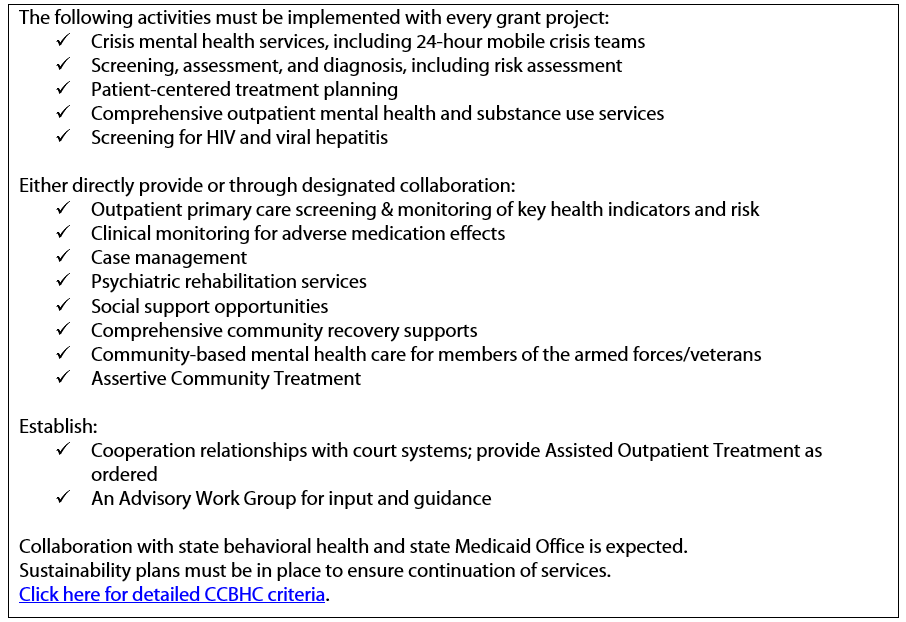 The following activities must be implemented with every grant project:
✓ Crisis mental health services, including 24-hour mobile crisis teams
✓ Screening, assessment, and diagnosis, including risk assessment
✓ Patient-centered treatment planning
✓ Comprehensive outpatient mental health and substance use services
✓ Screening for HIV and viral hepatitis
Either directly provide or through designated collaboration:
✓ Outpatient primary care screening & monitoring of key health indicators and risk
✓ Clinical monitoring for adverse medication effects
✓ Case management
✓ Psychiatric rehabilitation services
✓ Social support opportunities
✓ Comprehensive community recovery supports
✓ Community-based mental health care for members of the armed forces/veterans
✓ Assertive Community Treatment
Establish:
✓ Cooperation relationships with court systems; provide Assisted Outpatient Treatment as
ordered
✓ An Advisory Work Group for input and guidance
Collaboration with state behavioral health and state Medicaid Office is expected.
Sustainability plans must be in place to ensure continuation of services.
Click here for detailed CCBHC criteria.